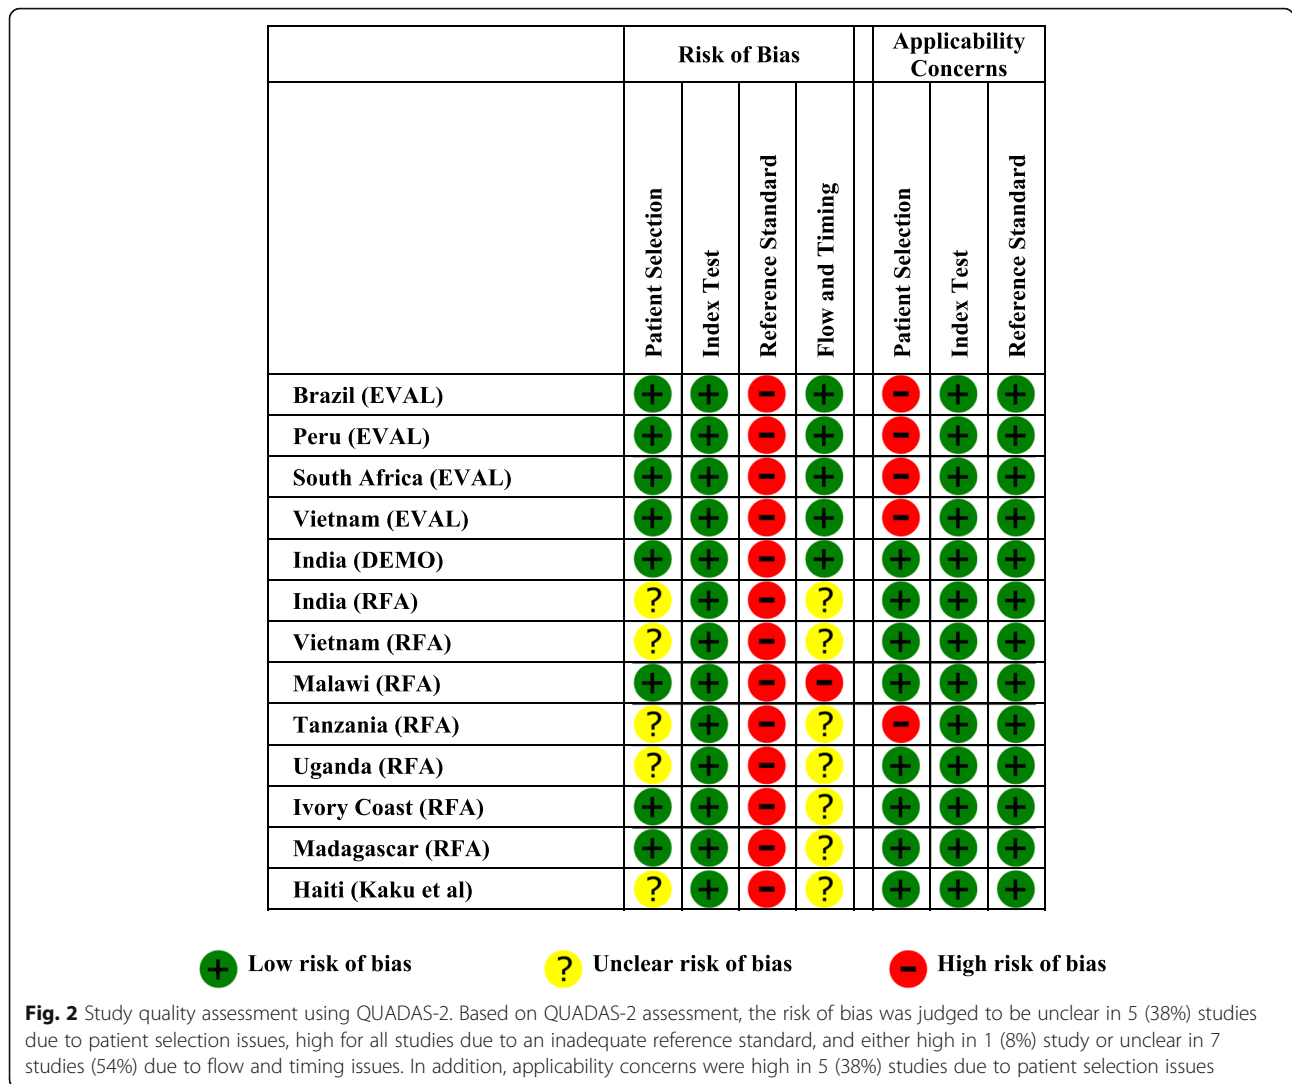 Risk of Bias
Applicability
Concerns
Patient Selection
Index Test
Reference Standard
Flow and Timing
Patient Selection
Index Test
Reference Standard
Brazil (EVAL) + + - + - + +
Peru (EVAL) + + - + - + +
South Africa (EVAL) + + - + - + +
Vietnam (EVAL) + + - + - + +
India (DEMO) + + - + + + +
India (RFA) ? + - ? + + +
Vietnam (RFA) ? + - ? + + +
Malawi (RFA) + + - - + + +
Tanzania (RFA) ? + - ? - + +
Uganda (RFA) ? + - ? + + +
Ivory Coast (RFA) + + - ? + + +
Madagascar (RFA) + + - ? + + +
Haiti (Kaku et al) ? + - ? + + +
+ Low risk of bias ? Unclear risk of bias - High risk of bias
Fig. 2 Study quality assessment using QUADAS-2. Based on QUADAS-2 assessment, the risk of bias was judged to be unclear in 5 (38%) studies
due to patient selection issues, high for all studies due to an inadequate reference standard, and either high in 1 (8%) study or unclear in 7
studies (54%) due to flow and timing issues. In addition, applicability concerns were high in 5 (38%) studies due to patient selection issues